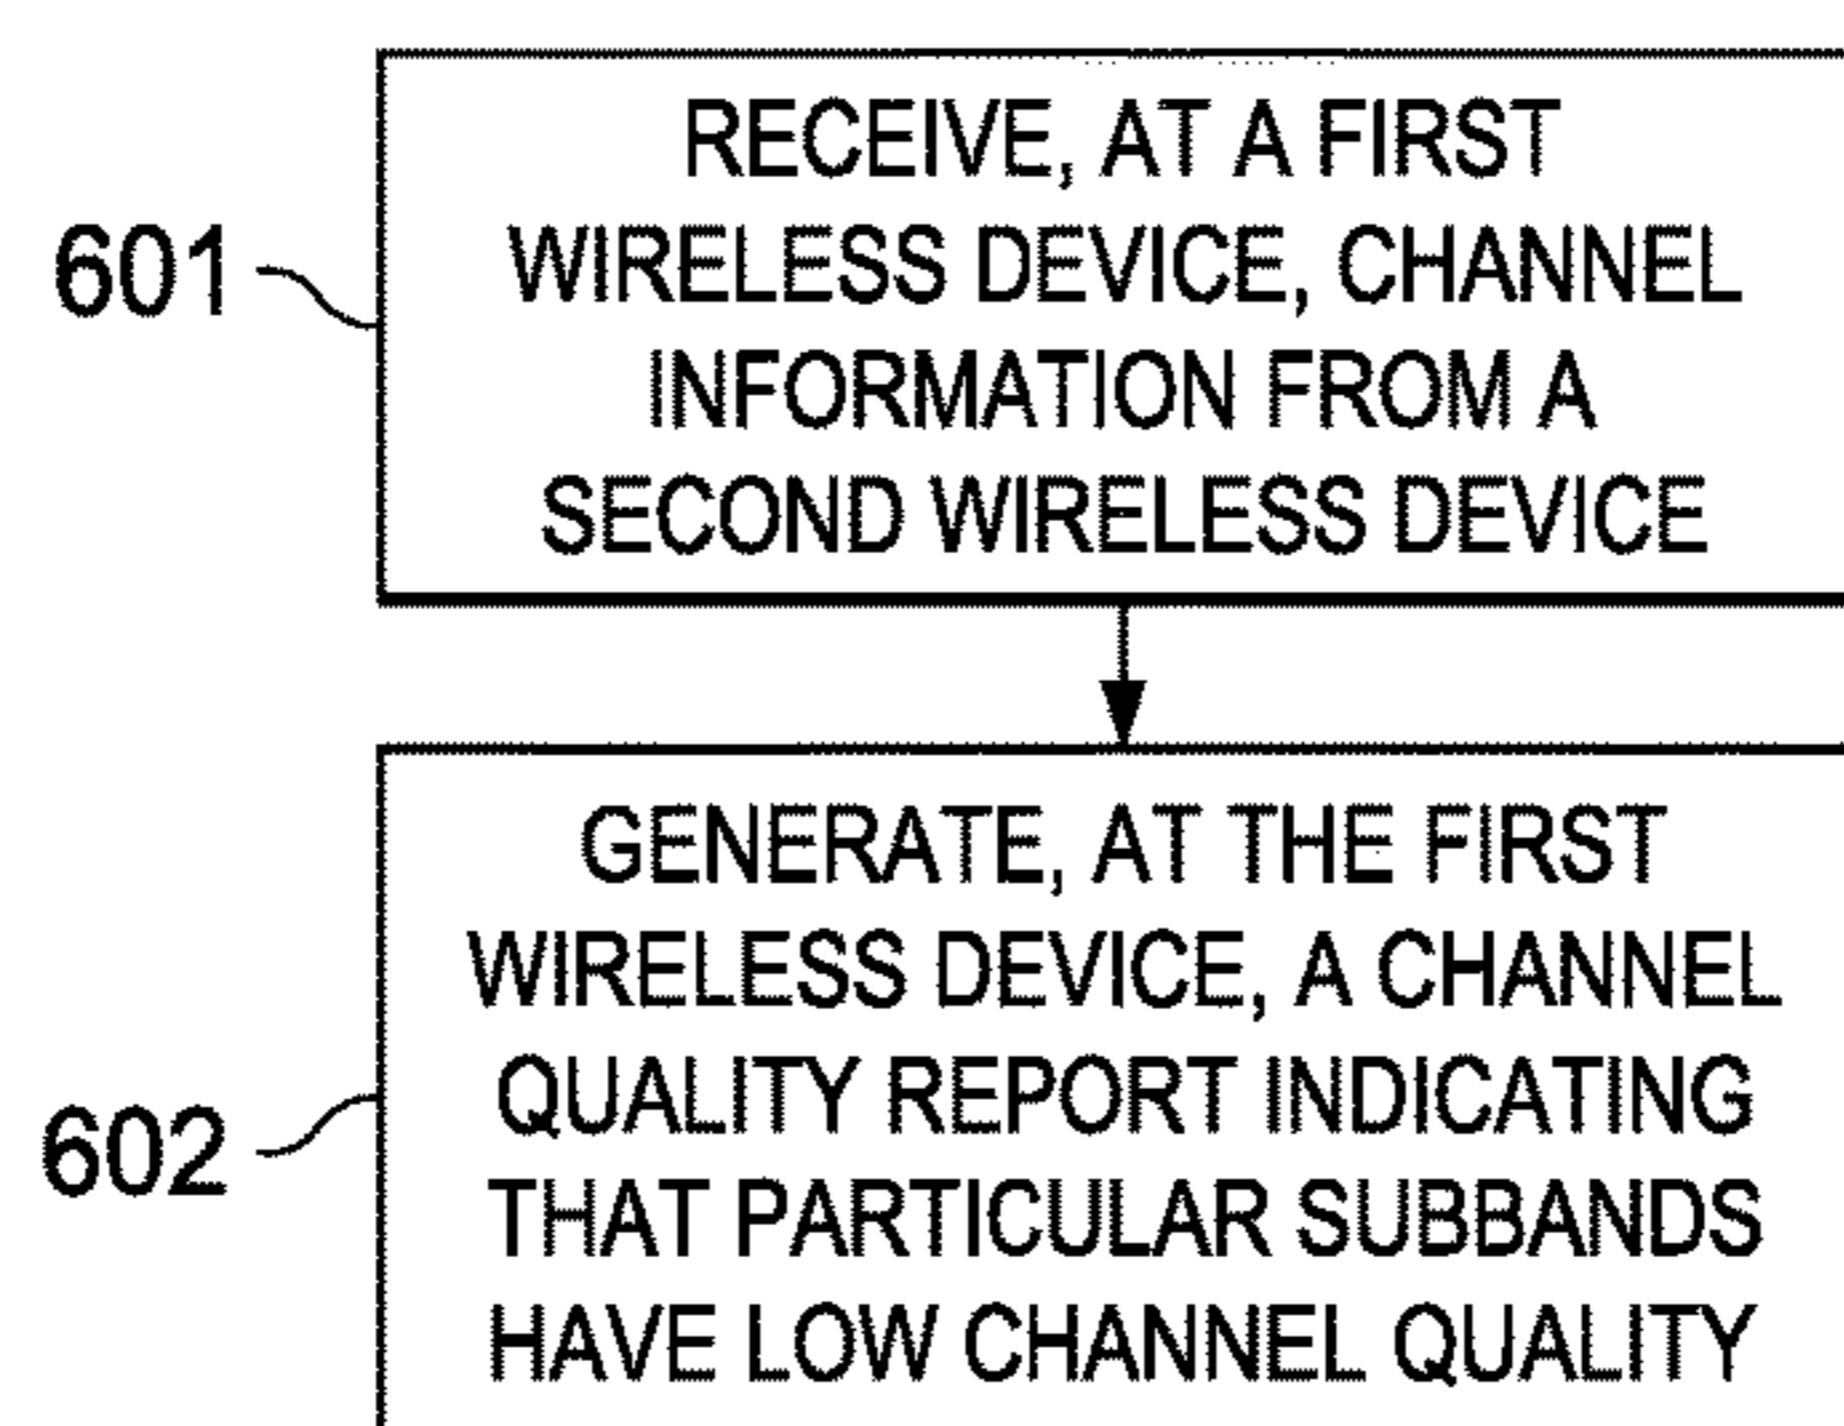 RECEIVE, AT A FIRST
WIRELESS DEVICE, CHANNEL
INFORMATION FROM A
SECOND WIRELESS DEVICE
601
GENERATE, AT THE FIRST
WIRELESS DEVICE, A CHANNEL
QUALITY REPORT INDICATING
THAT PARTICULAR SUBBANDS
HAVE LOW CHANNEL QUALITY
602